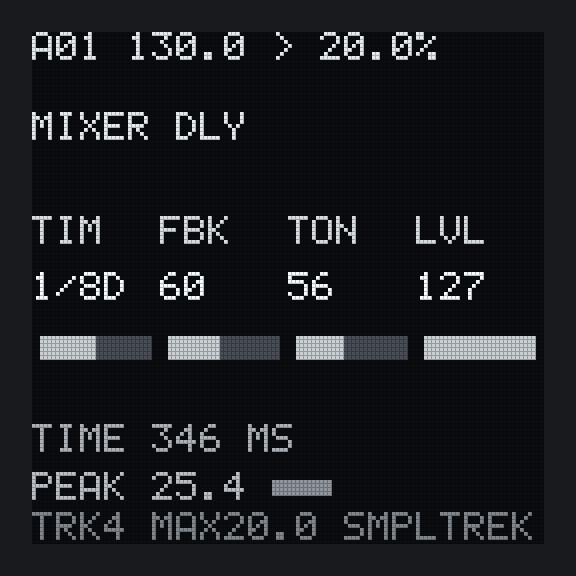 A01 130.0 > 20.0%
MIXER DLY
TIM FBK TON LVL
1/8D 60 56 127
TIME 346 MS
PEAK 25.4
TRK4 MAX20.0 SMPLTREK